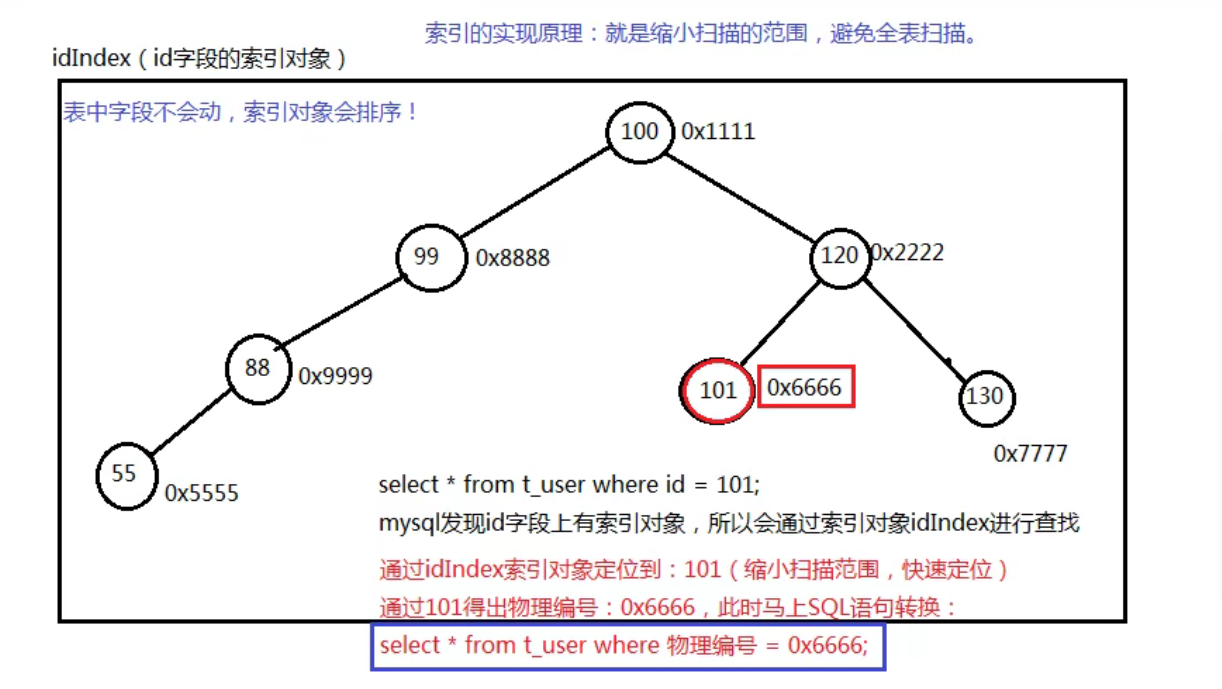 索引的实现原理：就是缩小扫描的范围，避免全表扫描。
idIndex（id字段的索引对象）
表中字段不会动，索引对象会排序！
100 0x1111
99 0x8888
120 0x2222
88 0x9999
101 0x6666
130
0x7777
55 0x5555
select * from t_user where id = 101;
mysql发现id字段上有索引对象，所以会通过索引对象idIndex进行查找
通过idIndex索引对象定位到：101（缩小扫描范围，快速定位）
通过101得出物理编号：0x6666，此时马上SQL语句转换：
select * from t_user where 物理编号 = 0x6666;